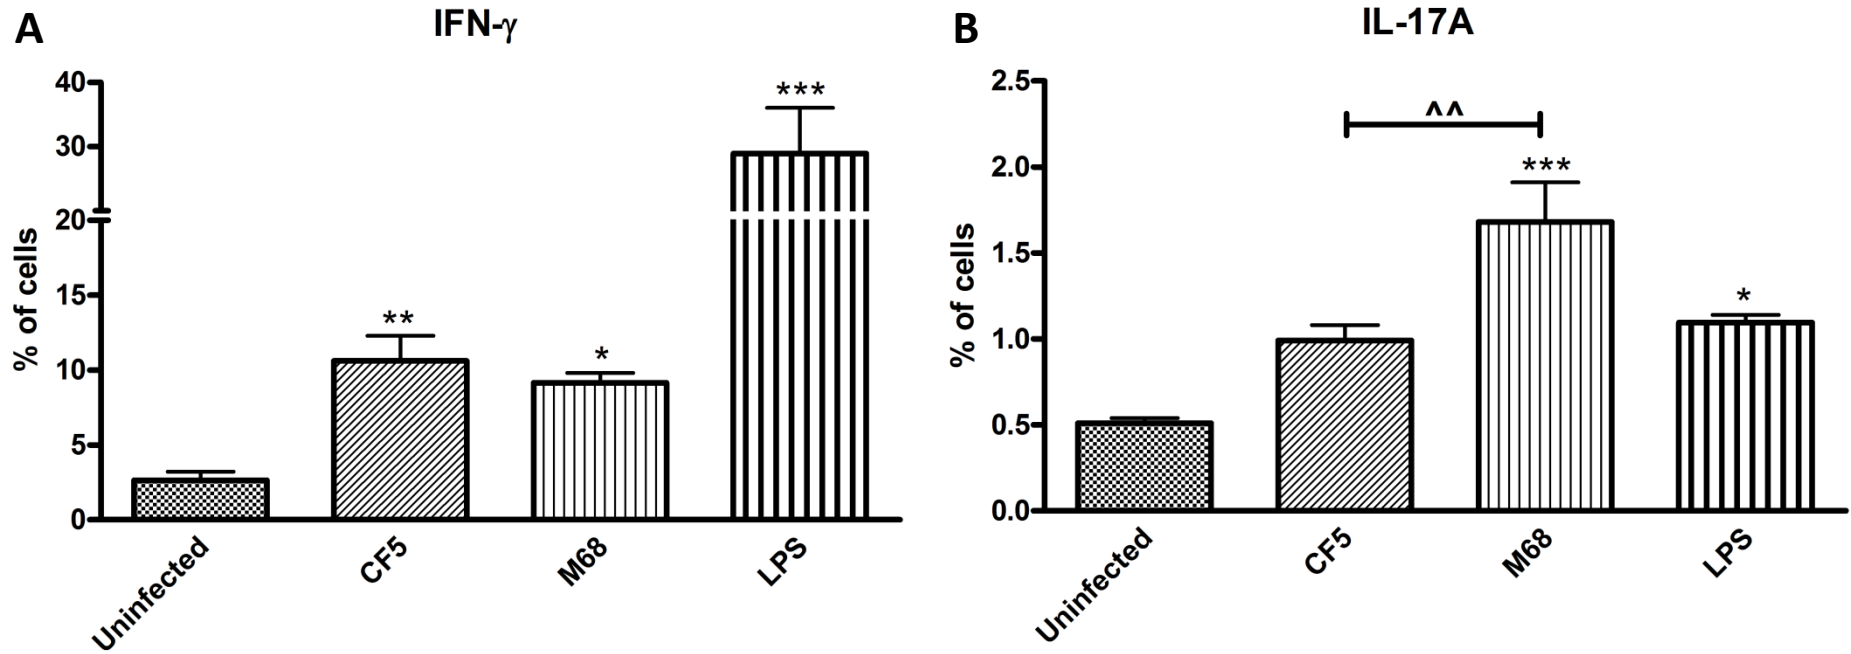 A
IFN-γ
% of cells
40
30
20
15
10
5
0
***
**
*
Uninfected
CF5
M68
LPS
B
IL-17A
% of cells
2.5
2.0
1.5
1.0
0.5
0.0
^^
***
*
Uninfected
CF5
M68
LPS